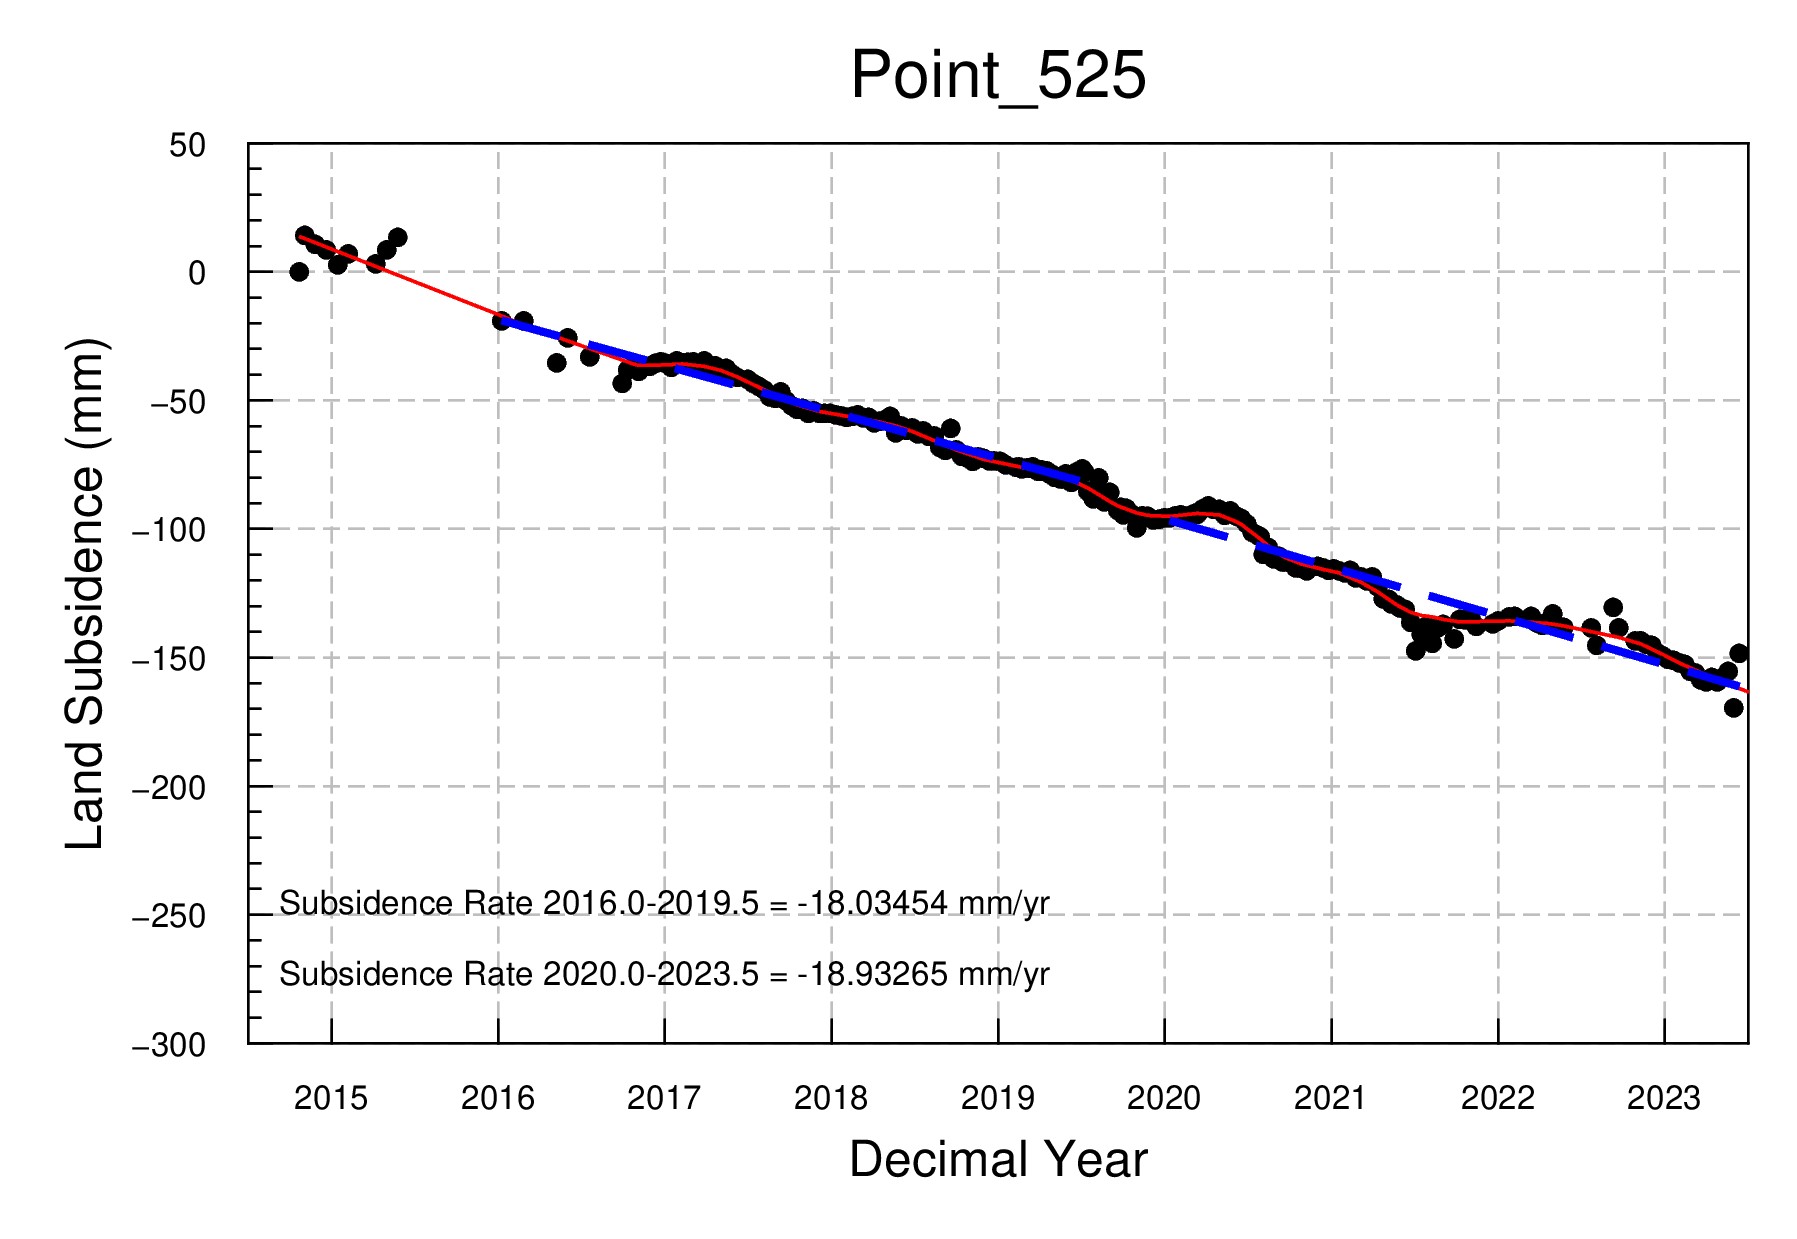 Point_525
50
0
−50
−100
−150
−200
−250
−300
Land Subsidence (mm)
Subsidence Rate 2016.0-2019.5 = -18.03454 mm/yr
Subsidence Rate 2020.0-2023.5 = -18.93265 mm/yr
2015 2016 2017 2018 2019 2020 2021 2022 2023
Decimal Year